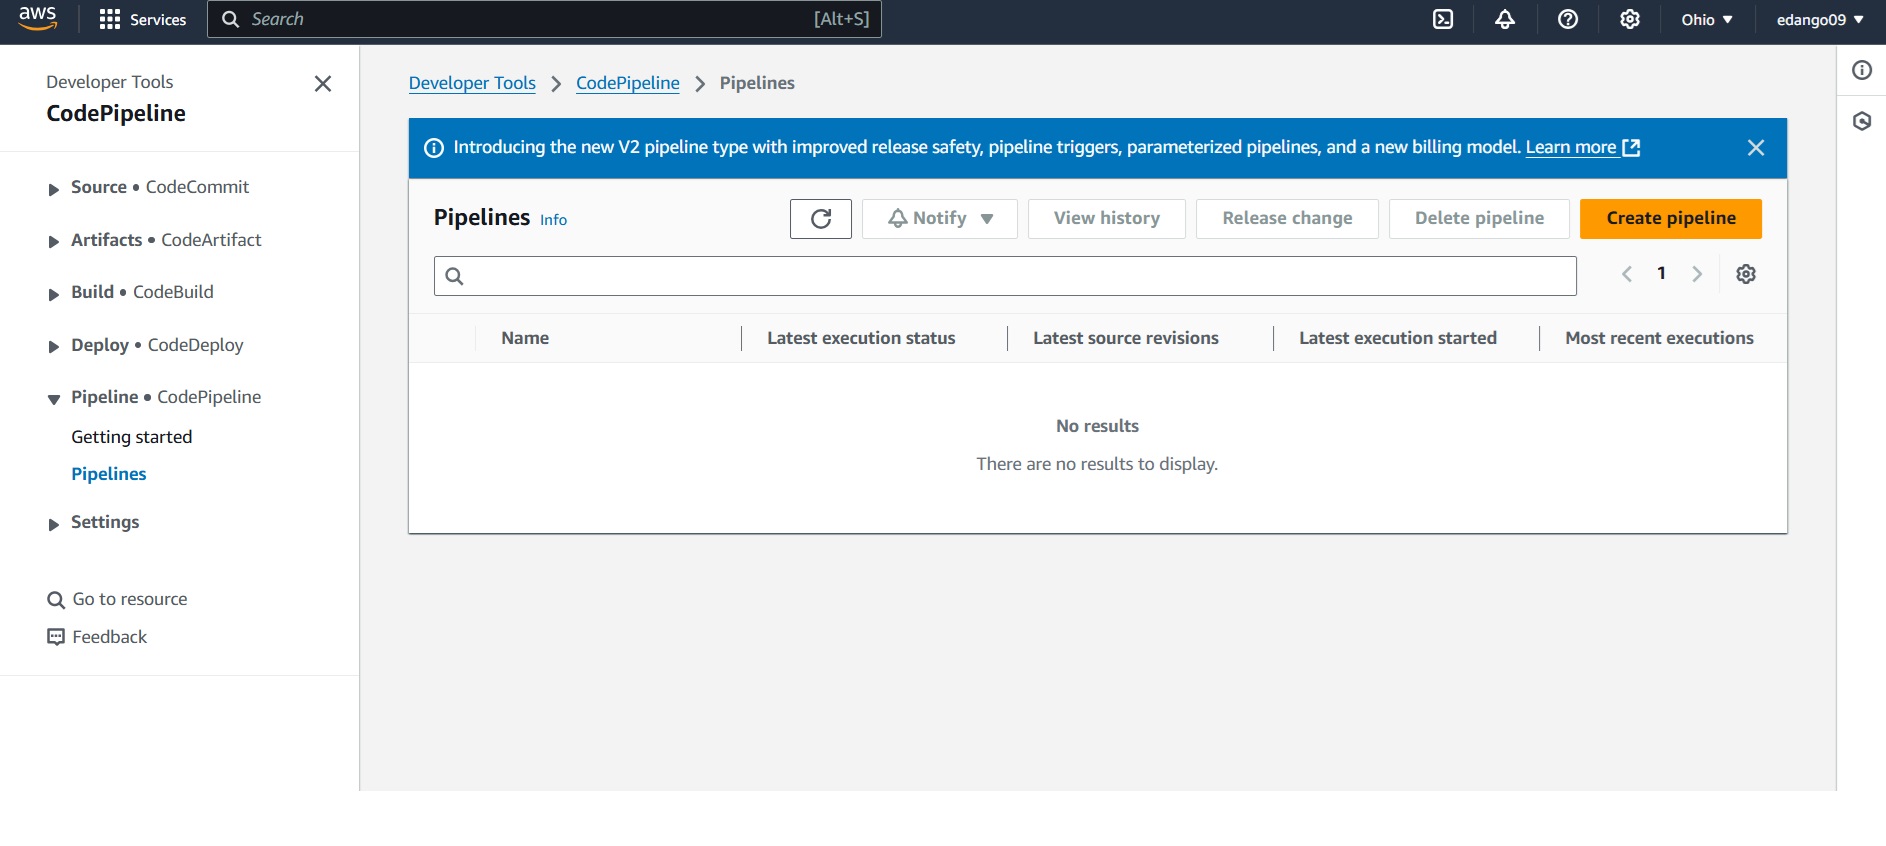 aws Services Search [Alt+S] Ohio edango09
Developer Tools
CodePipeline
Source • CodeCommit
Artifacts • CodeArtifact
Build • CodeBuild
Deploy • CodeDeploy
Pipeline • CodePipeline
Getting started
Pipelines
Settings
Go to resource
Feedback
Developer Tools > CodePipeline > Pipelines
Introducing the new V2 pipeline type with improved release safety, pipeline triggers, parameterized pipelines, and a new billing model. Learn more
Pipelines Info Notify View history Release change Delete pipeline Create pipeline
1
Name Latest execution status Latest source revisions Latest execution started Most recent executions
No results
There are no results to display.